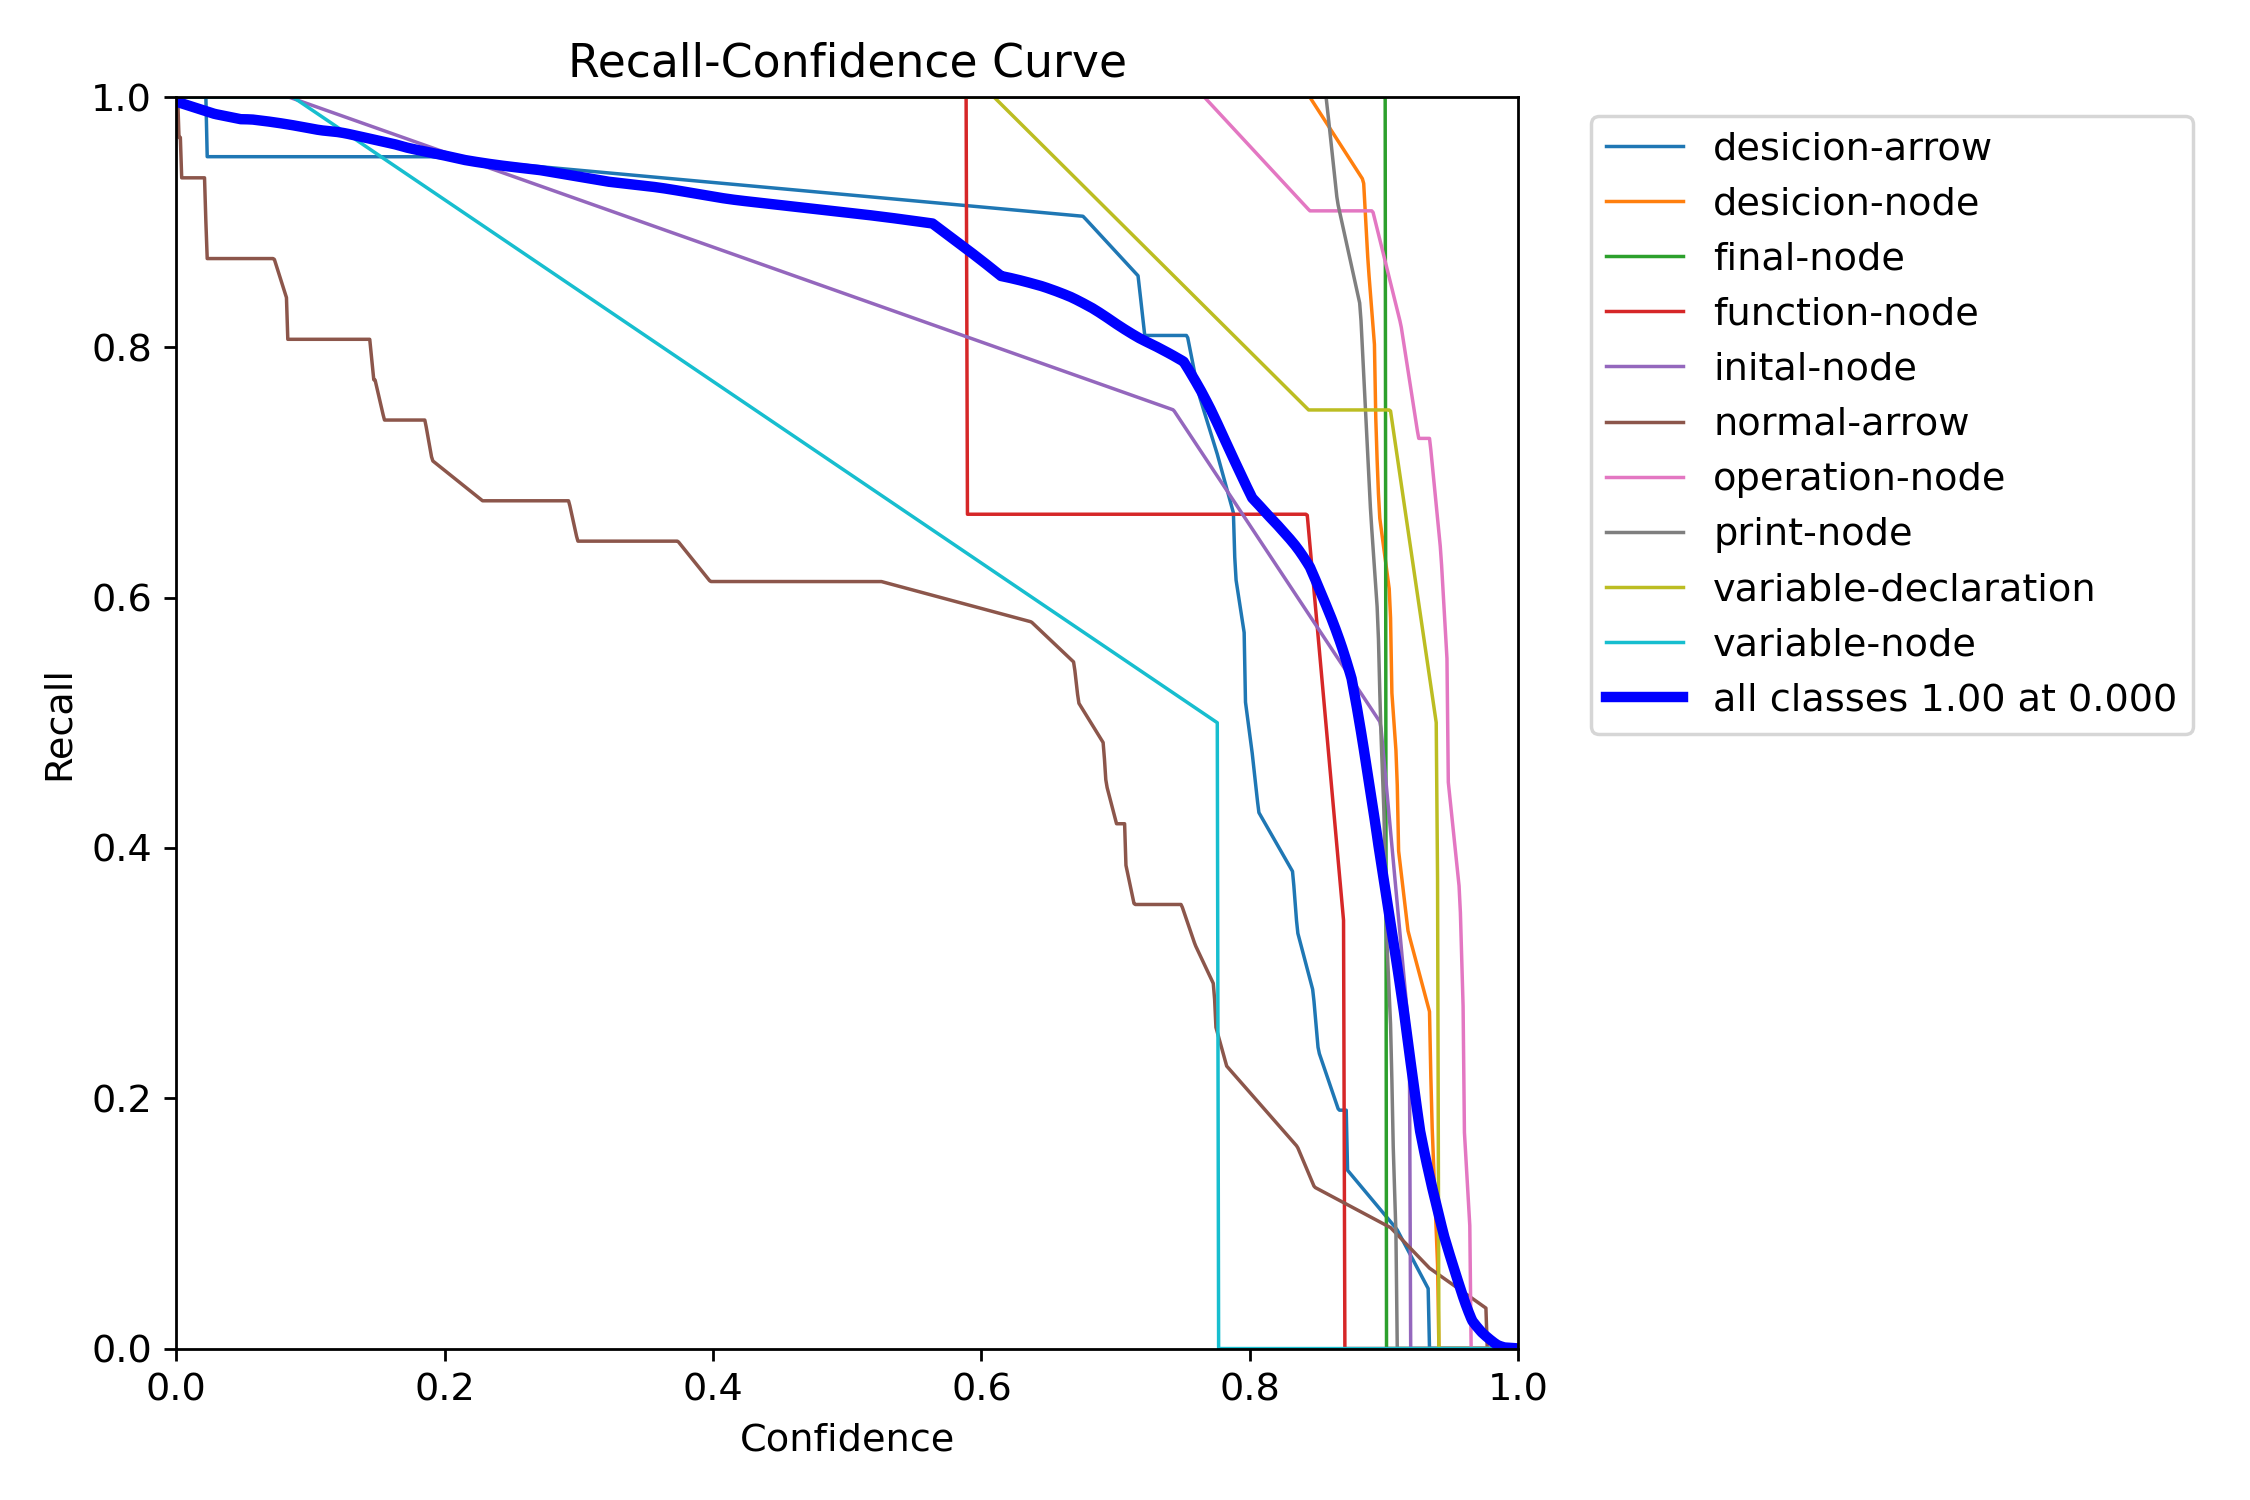 Recall-Confidence Curve
1.0
0.8
0.6
0.4
0.2
0.0
Recall
0.0 0.2 0.4 0.6 0.8 1.0
Confidence
desicion-arrow
desicion-node
final-node
function-node
inital-node
normal-arrow
operation-node
print-node
variable-declaration
variable-node
all classes 1.00 at 0.000